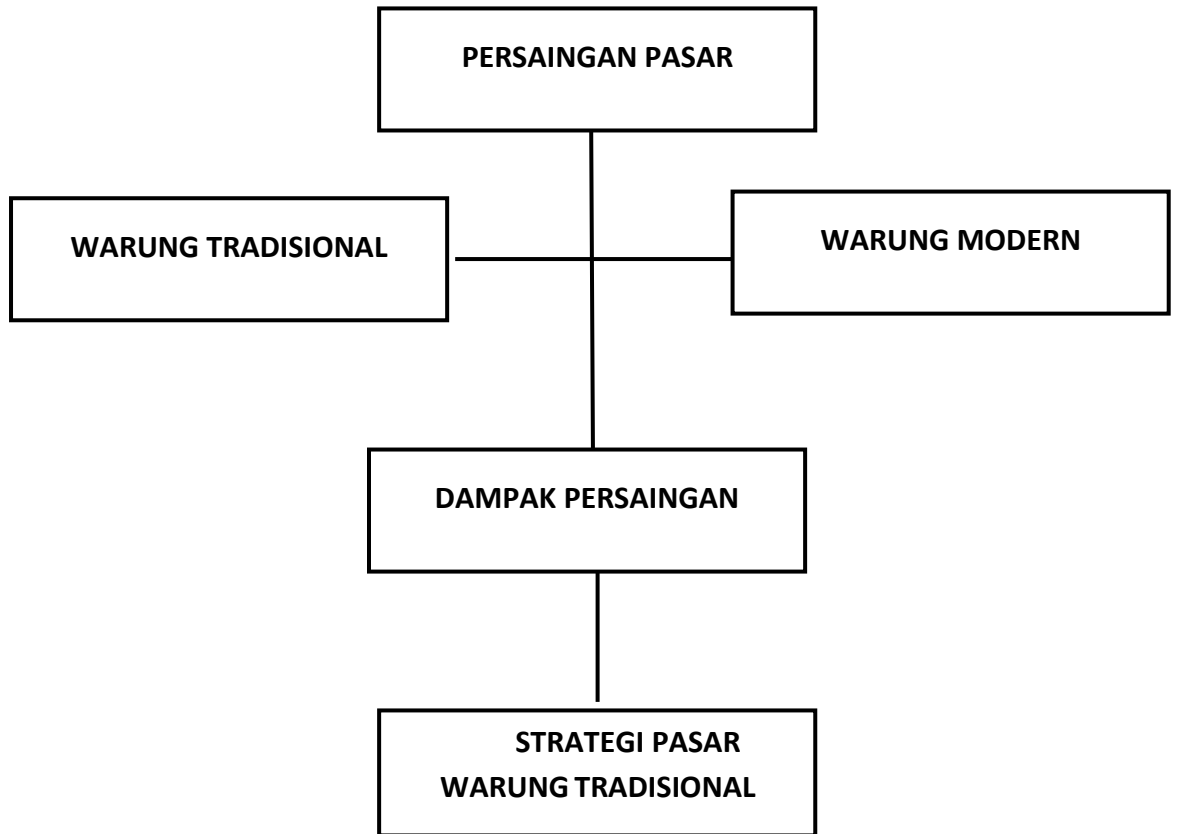 PERSAINGAN PASAR
WARUNG TRADISIONAL
WARUNG MODERN
DAMPAK PERSAINGAN
STRATEGI PASAR
WARUNG TRADISIONAL